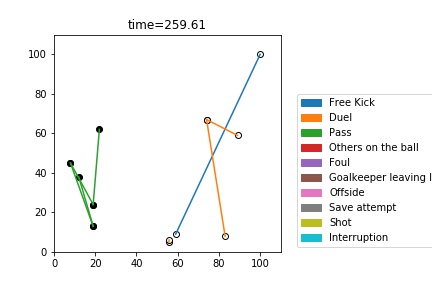 time=259.61
100
80
60
40
20
0
0 20 40 60 80 100
Free Kick
Duel
Pass
Others on the ball
Foul
Goalkeeper leaving l
Offside
Save attempt
Shot
Interruption